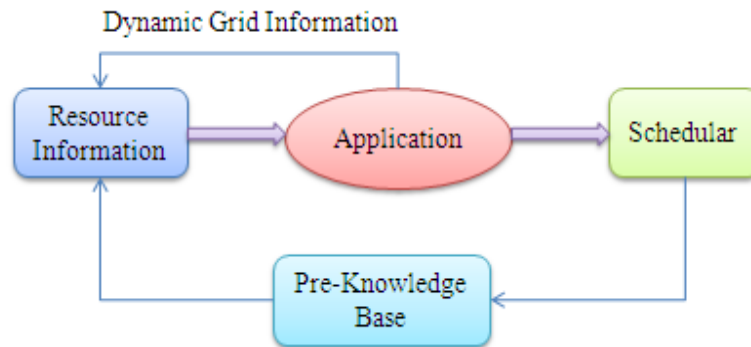 Dynamic Grid Information
Resource
Information
Application
Schedular
Pre-Knowledge
Base